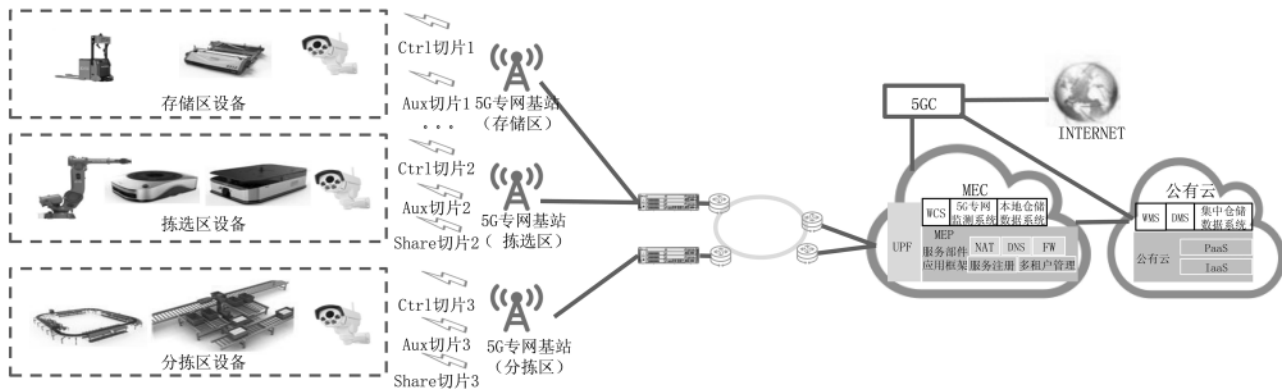 存储区设备
Ctrl切片1
Aux切片1
...
5G专网基站
(存储区)
拣选区设备
Ctrl切片2
Aux切片2
Share切片2
5G专网基站
( 拣选区)
分拣区设备
Ctrl切片3
Aux切片3
Share切片3
5G专网基站
(分拣区)
5GC
INTERNET
MEC
WCS
5G专网
监测系统
本地仓储
数据系统
UPF
MEP
服务部件
NAT
DNS
FW
应用框架
服务注册
多租户管理
公有云
WMS
DMS
集中仓储
数据系统
公有云
PaaS
IaaS